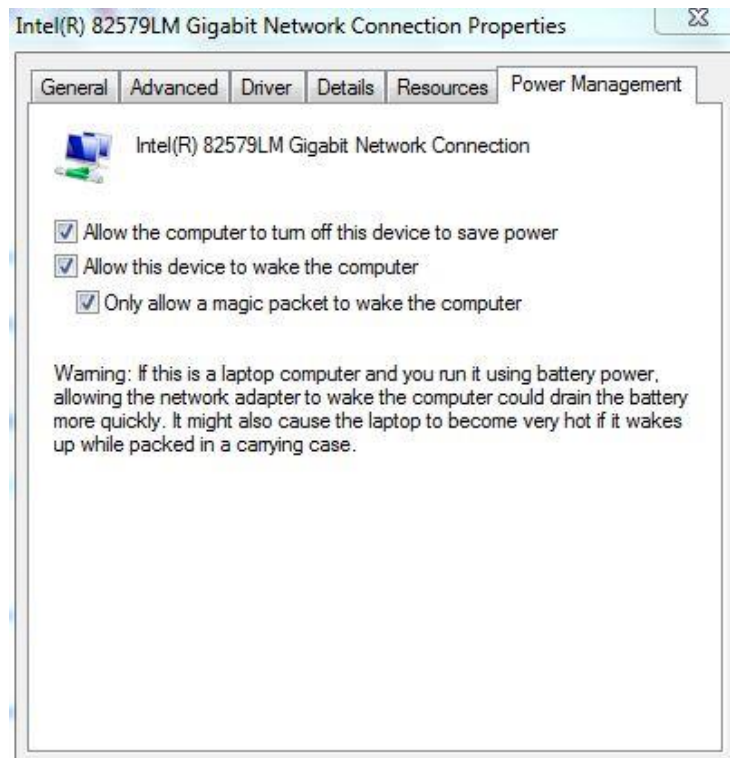 Intel(R) 82579LM Gigabit Network Connection Properties
General Advanced Driver Details Resources Power Management
Intel(R) 82579LM Gigabit Network Connection
Allow the computer to turn off this device to save power
Allow this device to wake the computer
Only allow a magic packet to wake the computer
Warning: If this is a laptop computer and you run it using battery power,
allowing the network adapter to wake the computer could drain the battery
more quickly. It might also cause the laptop to become very hot if it wakes
up while packed in a carrying case.